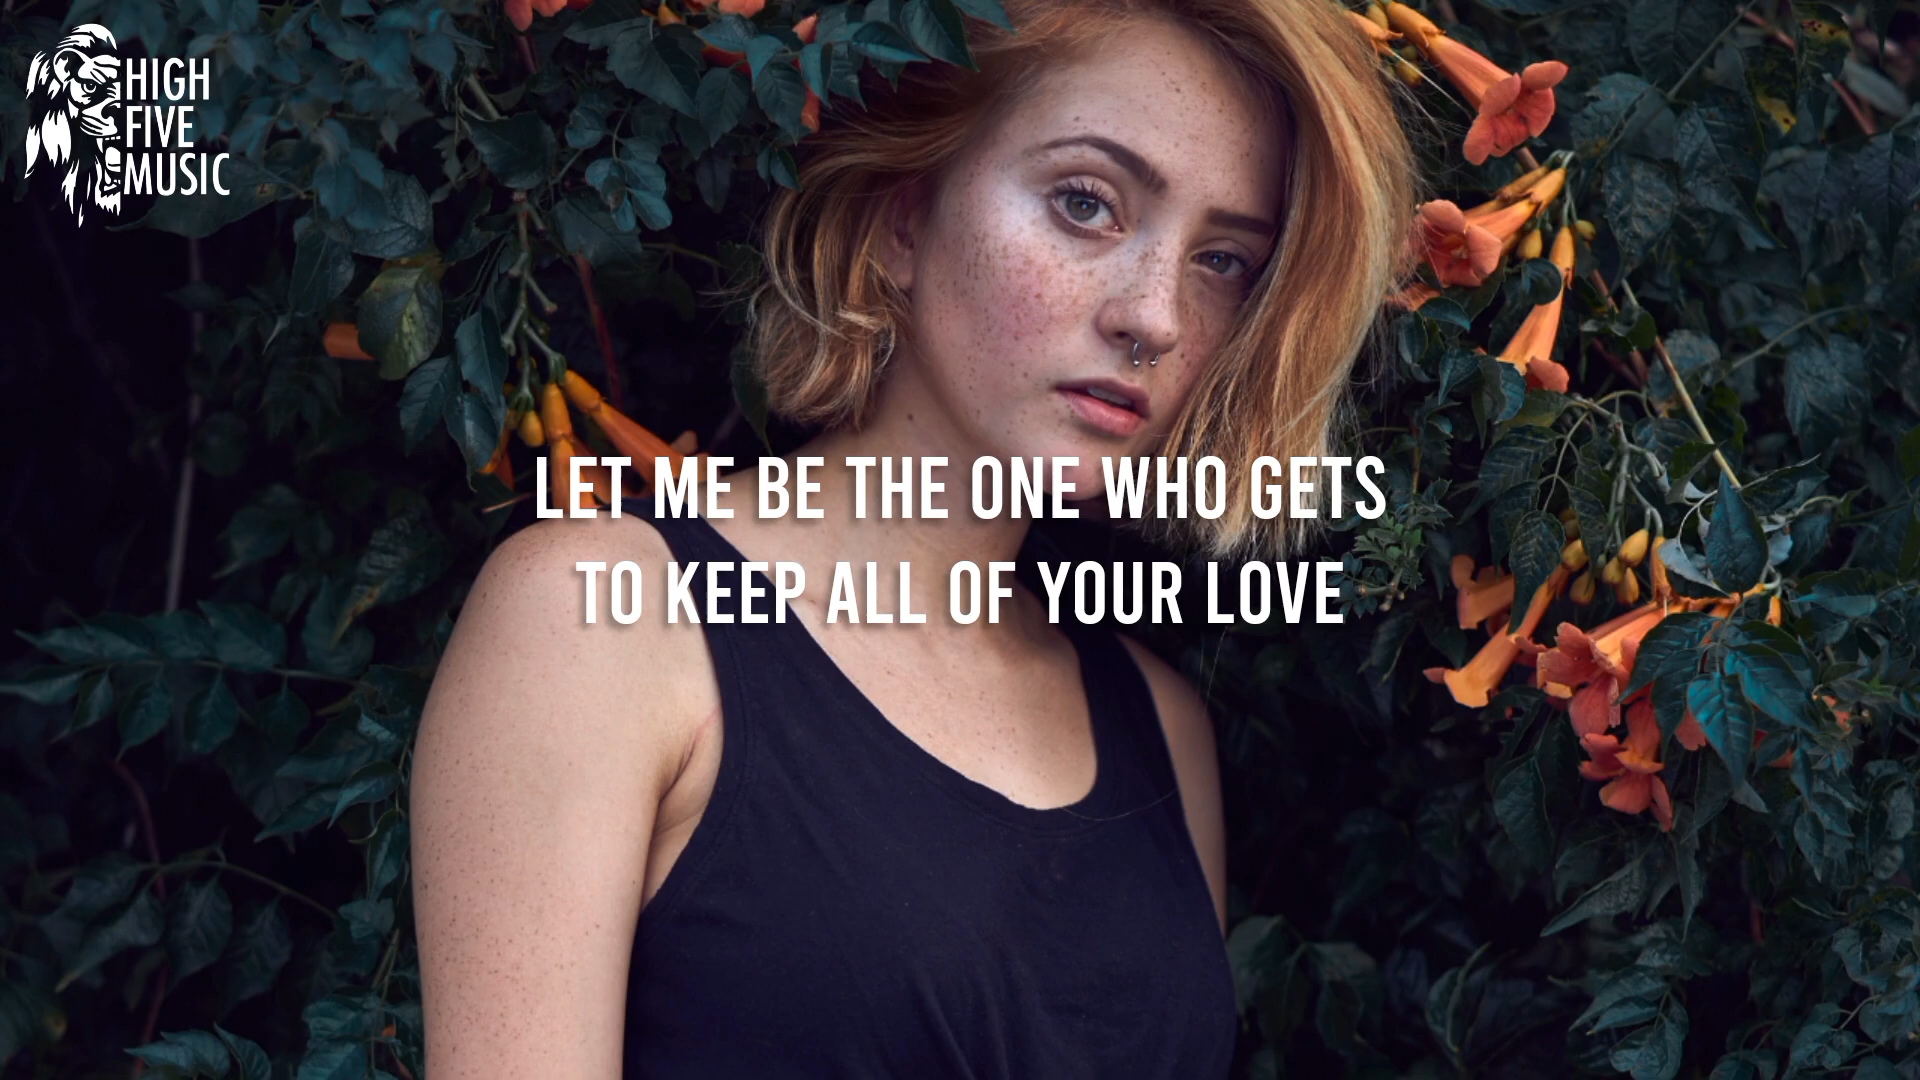 HIGH
FIVE
MUSIC
LET ME BE THE ONE WHO GETS
TO KEEP ALL OF YOUR LOVE